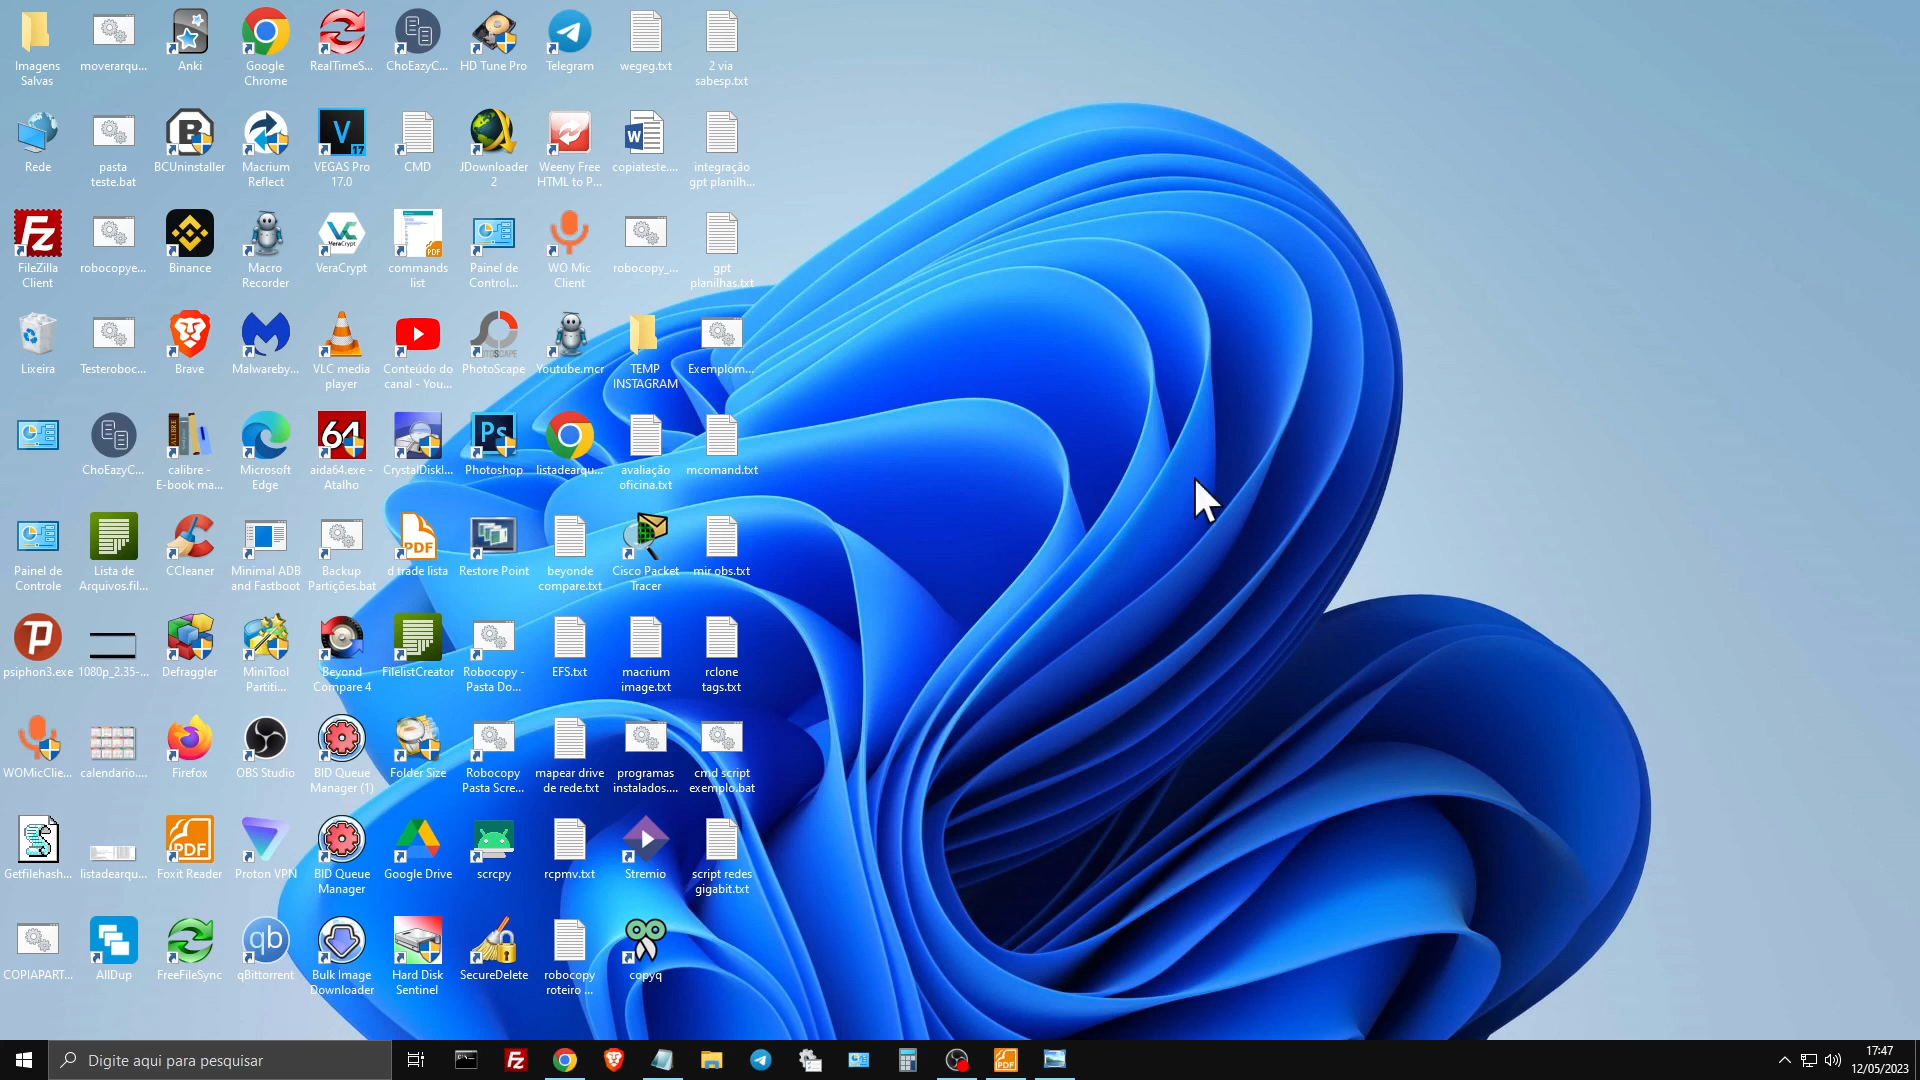 Imagens
Salvas
moverarqu...
Anki
Google
Chrome
RealTimeS...
ChoEazyC...
HD Tune Pro
Telegram
wegeg.txt
2 via
sabesp.txt
Rede
pasta
teste.bat
BCUninstaller
Macrium
Reflect
VEGAS Pro
17.0
CMD
JDownloader
2
Weeny Free
HTML to P...
copiateste....
integração
gpt planilh...
FileZilla
Client
robocopye...
Binance
Macro
Recorder
VeraCrypt
commands
list
Painel de
Control...
WO Mic
Client
robocopy_...
gpt
planilhas.txt
Lixeira
Testeroboc...
Brave
Malwareby...
VLC media
player
Conteúdo do
canal - You...
PhotoScape
Youtube.mcr
TEMP
INSTAGRAM
Exemplom...
ChoEazyC...
calibre -
E-book ma...
Microsoft
Edge
aida64.exe -
Atalho
CrystalDiskI...
Photoshop
listadearqu...
avaliação
oficina.txt
mcomand.txt
Painel de
Controle
Lista de
Arquivos.fil...
CCleaner
Minimal ADB
and Fastboot
Backup
Partições.bat
d trade lista
Restore Point
beyonde
compare.txt
Cisco Packet
Tracer
mir obs.txt
psiphon3.exe
1080p_2.35-...
Defraggler
MiniTool
Partiti...
Beyond
Compare 4
FilelistCreator
Robocopy -
Pasta Do...
EFS.txt
macrium
image.txt
rclone
tags.txt
WOMicClie...
calendario....
Firefox
OBS Studio
BID Queue
Manager (1)
Folder Size
Robocopy
Pasta Scre...
mapear drive
de rede.txt
programas
instalados....
cmd script
exemplo.bat
Getfilehash...
listadearqu...
Foxit Reader
Proton VPN
BID Queue
Manager
Google Drive
scrcpy
rcpmv.txt
Stremio
script redes
gigabit.txt
COPIAPART...
AllDup
FreeFileSync
qBittorrent
Bulk Image
Downloader
Hard Disk
Sentinel
SecureDelete
robocopy
roteiro ...
copyq
Digite aqui para pesquisar
17:47
12/05/2023